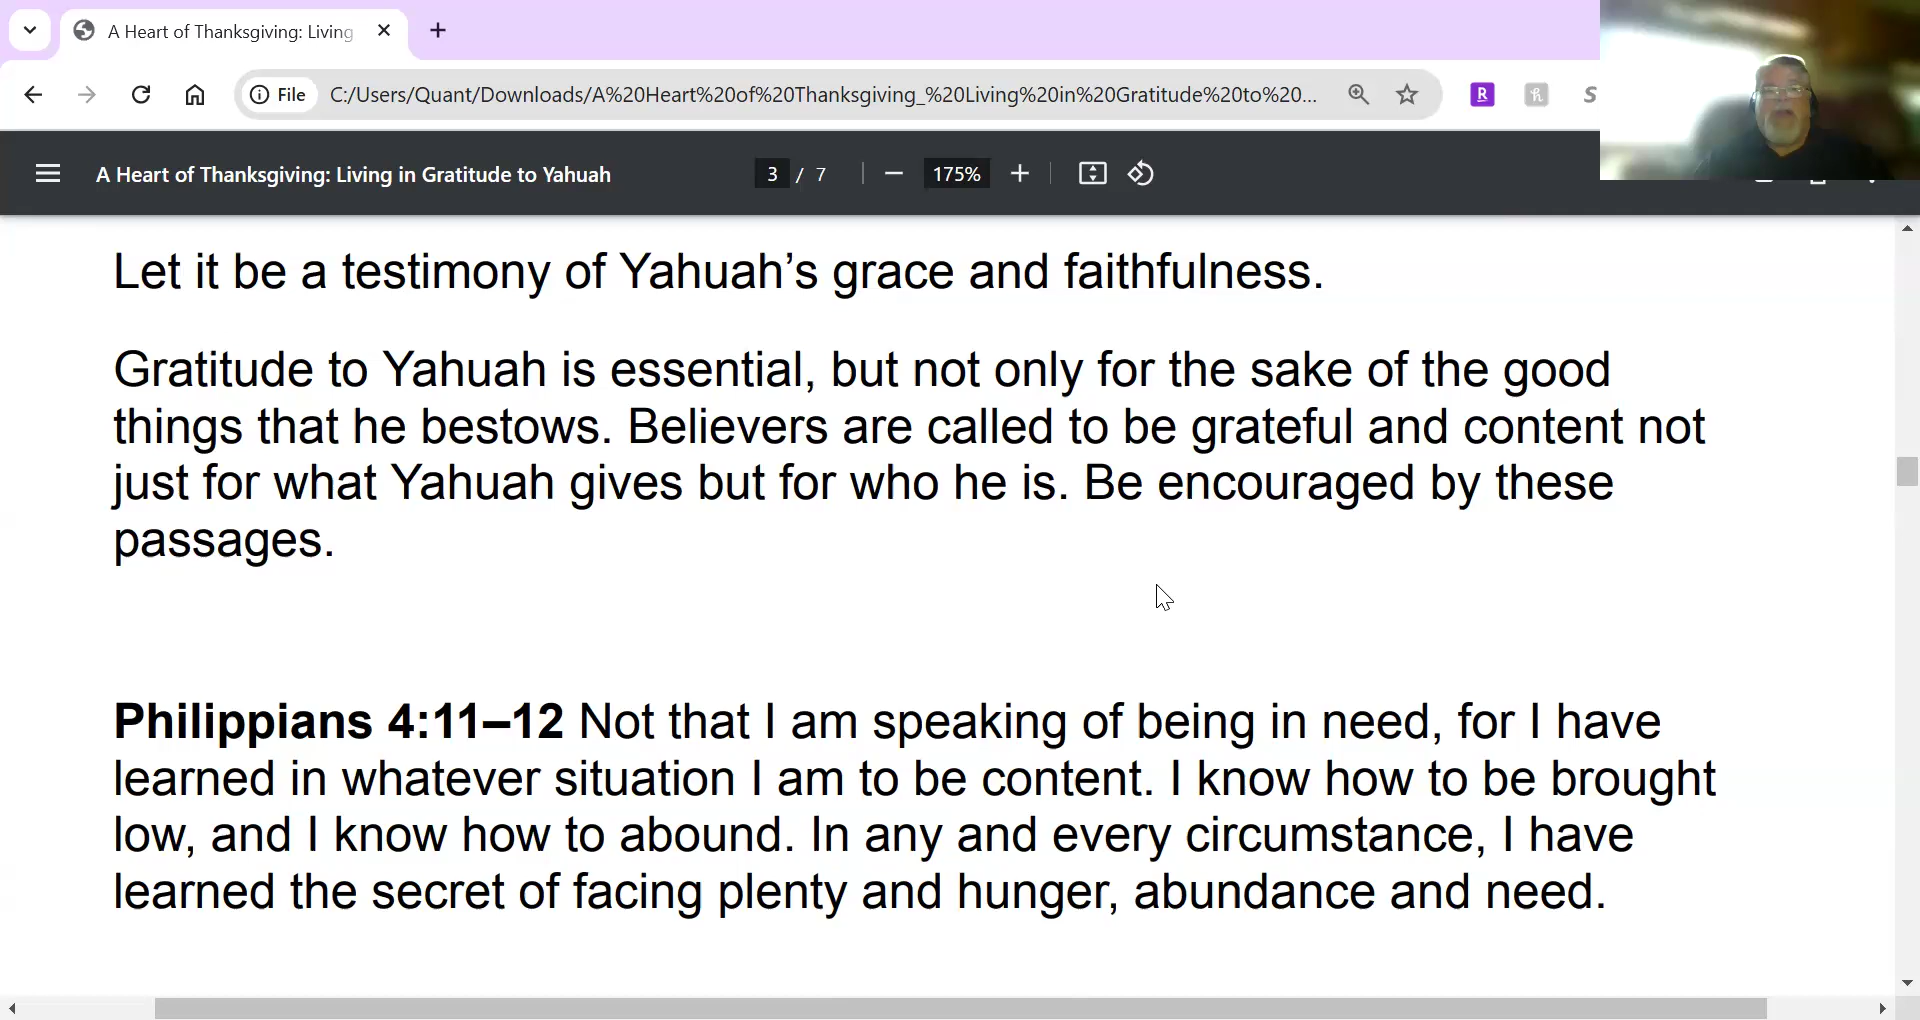 A Heart of Thanksgiving: Living
File C:/Users/Quant/Downloads/A%20Heart%20of%20Thanksgiving_%20Living%20in%20Gratitude%20to%20... R h S
A Heart of Thanksgiving: Living in Gratitude to Yahuah 3 / 7 175%
Let it be a testimony of Yahuah’s grace and faithfulness.
Gratitude to Yahuah is essential, but not only for the sake of the good
things that he bestows. Believers are called to be grateful and content not
just for what Yahuah gives but for who he is. Be encouraged by these
passages.
Philippians 4:11–12 Not that I am speaking of being in need, for I have
learned in whatever situation I am to be content. I know how to be brought
low, and I know how to abound. In any and every circumstance, I have
learned the secret of facing plenty and hunger, abundance and need.